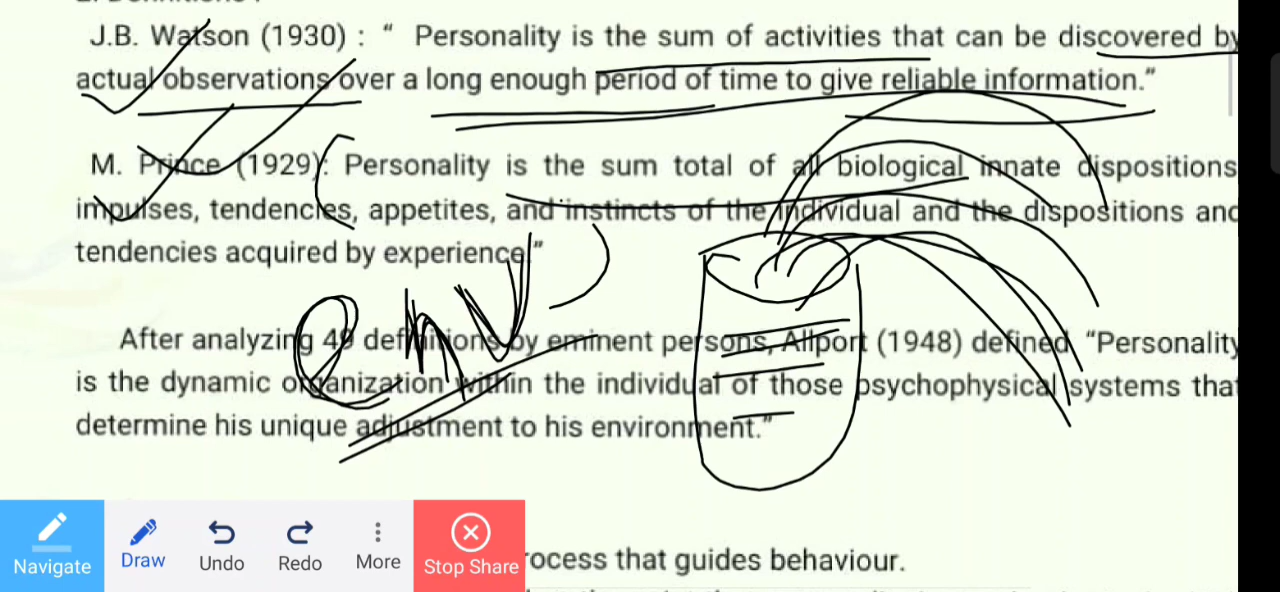 J.B. Watson (1930) : “ Personality is the sum of activities that can be discovered by
actual observations over a long enough period of time to give reliable information.”
M. Prince (1929): Personality is the sum total of all biological innate dispositions
impulses, tendencies, appetites, and instincts of the individual and the dispositions and
tendencies acquired by experience!”
After analyzing 49 definitions by eminent persons, Allport (1948) defined “Personality
is the dynamic organization within the individual of those psychophysical systems that
determine his unique adjustment to his environment.”
env
Navigate Draw Undo Redo More Stop Share
rocess that guides behaviour.